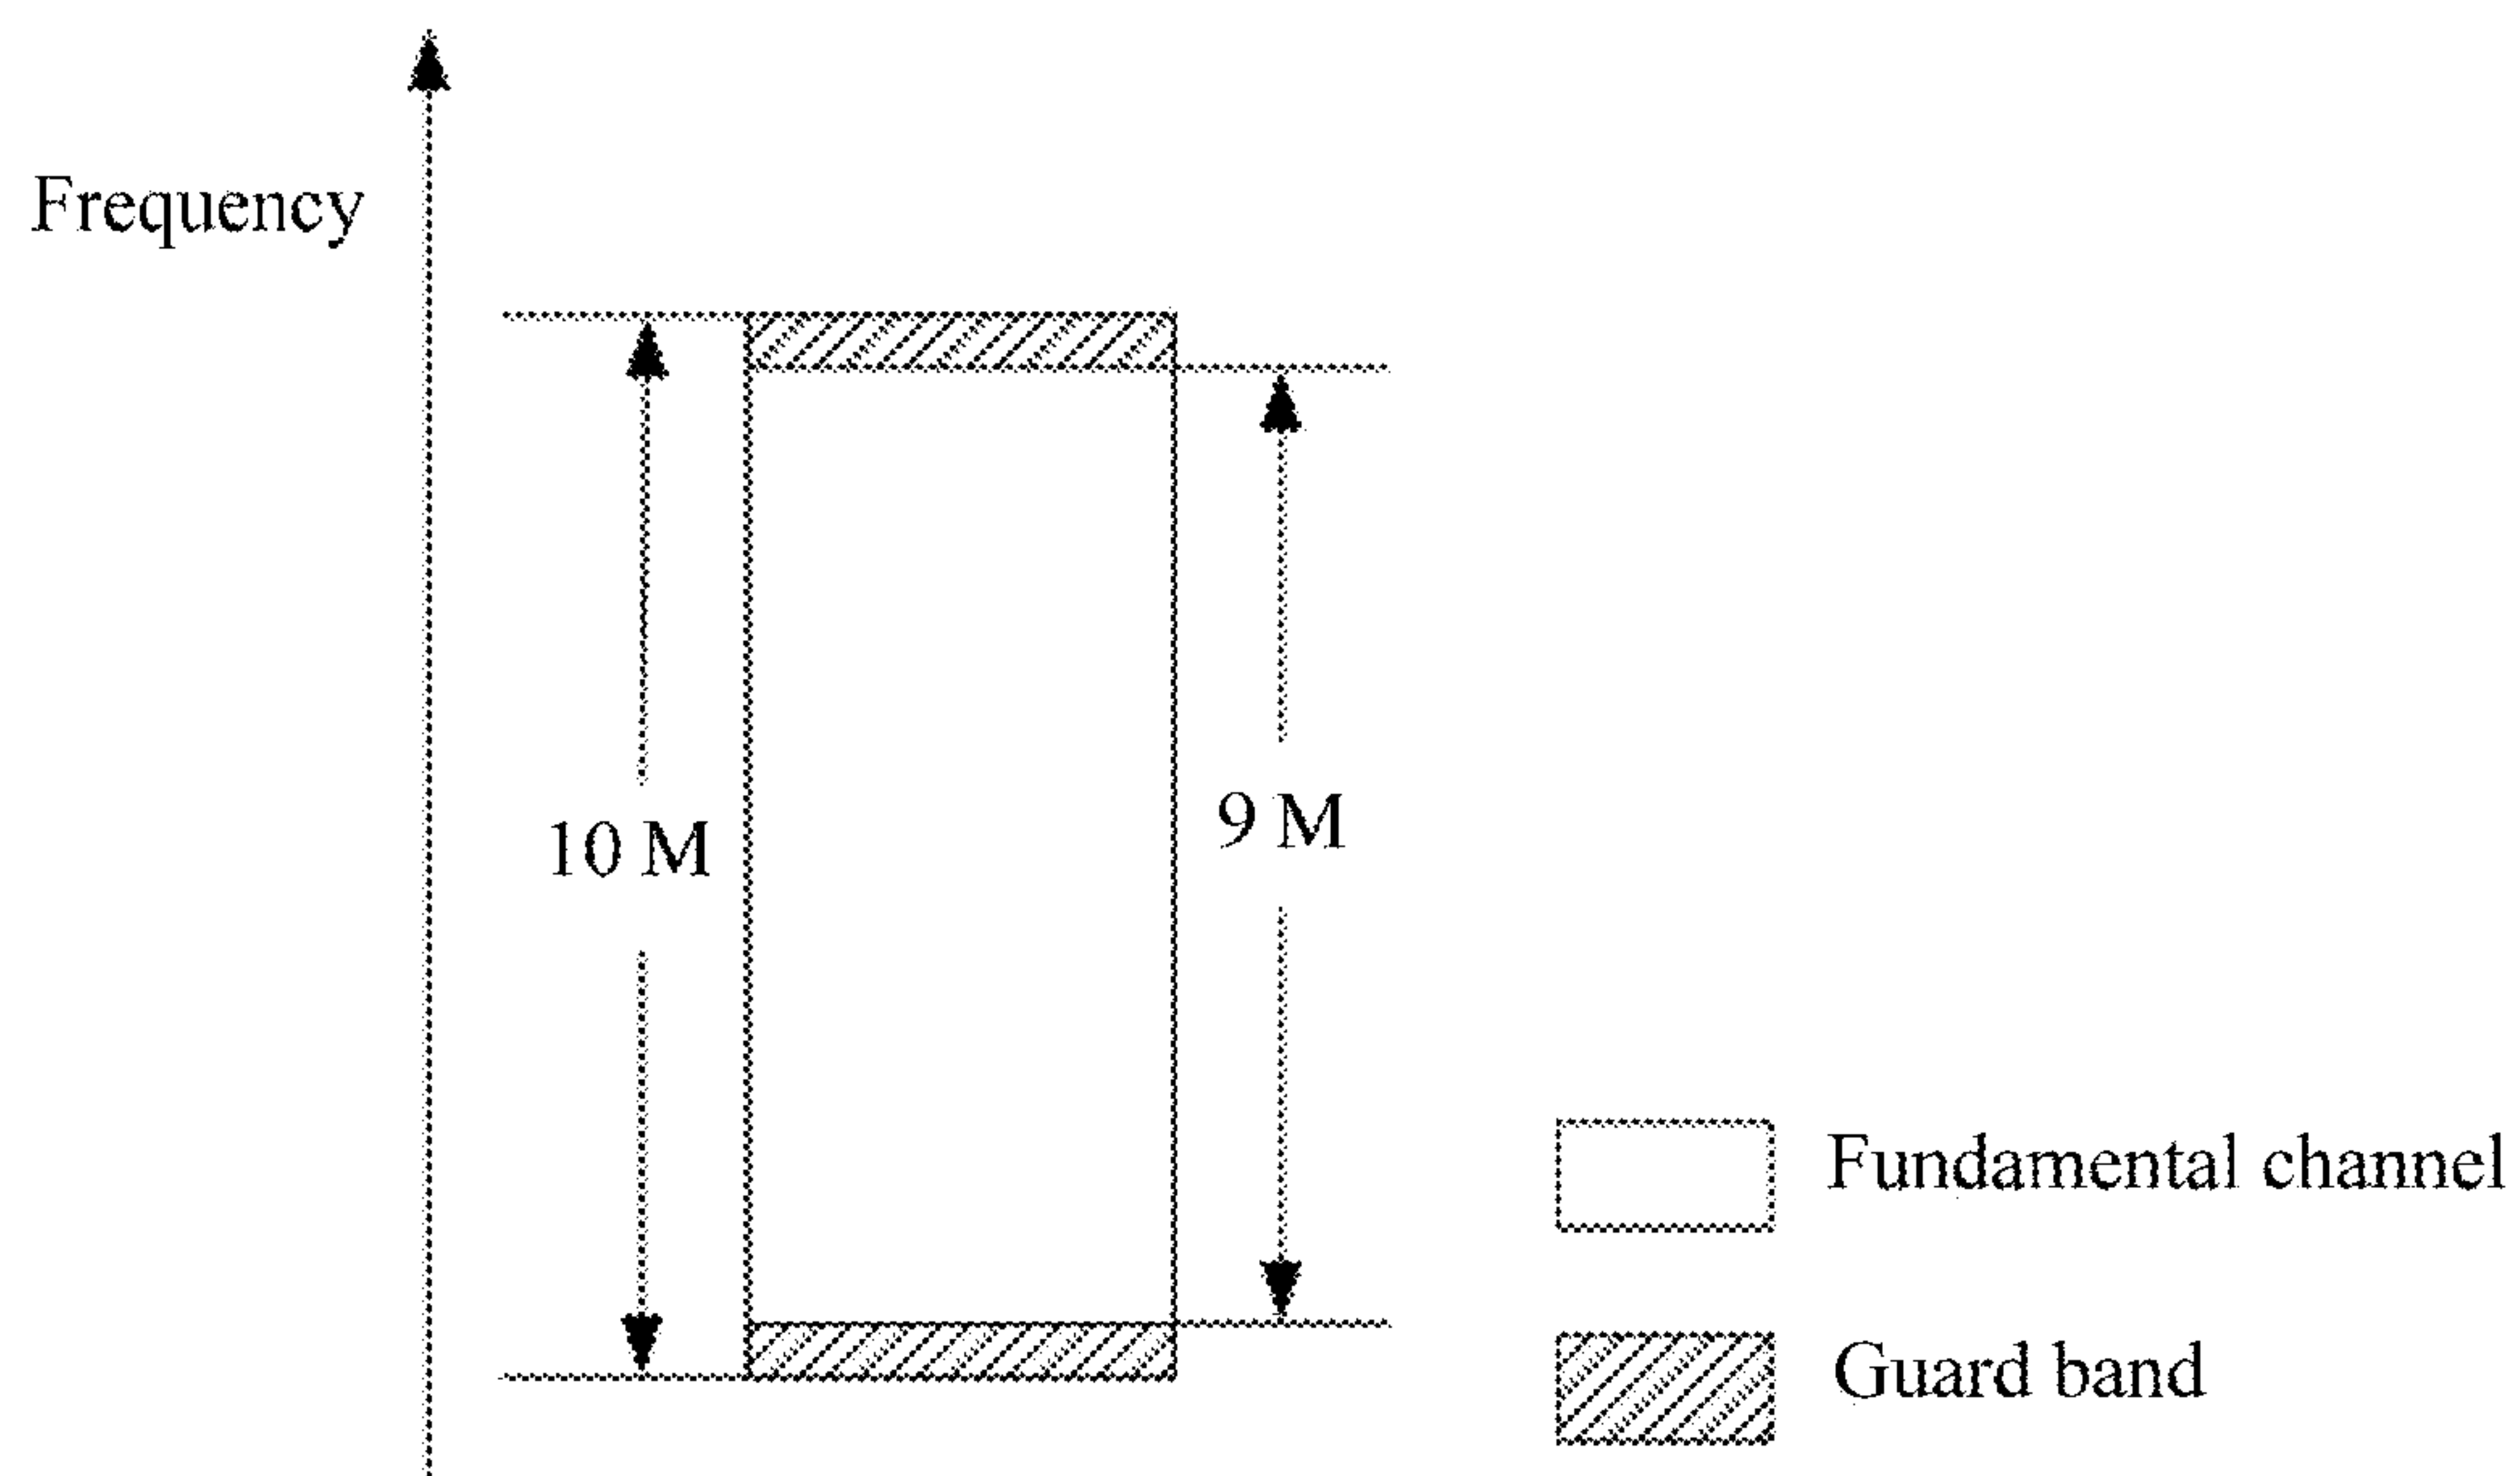 Frequency
10 M
9 M
Fundamental channel
Guard band